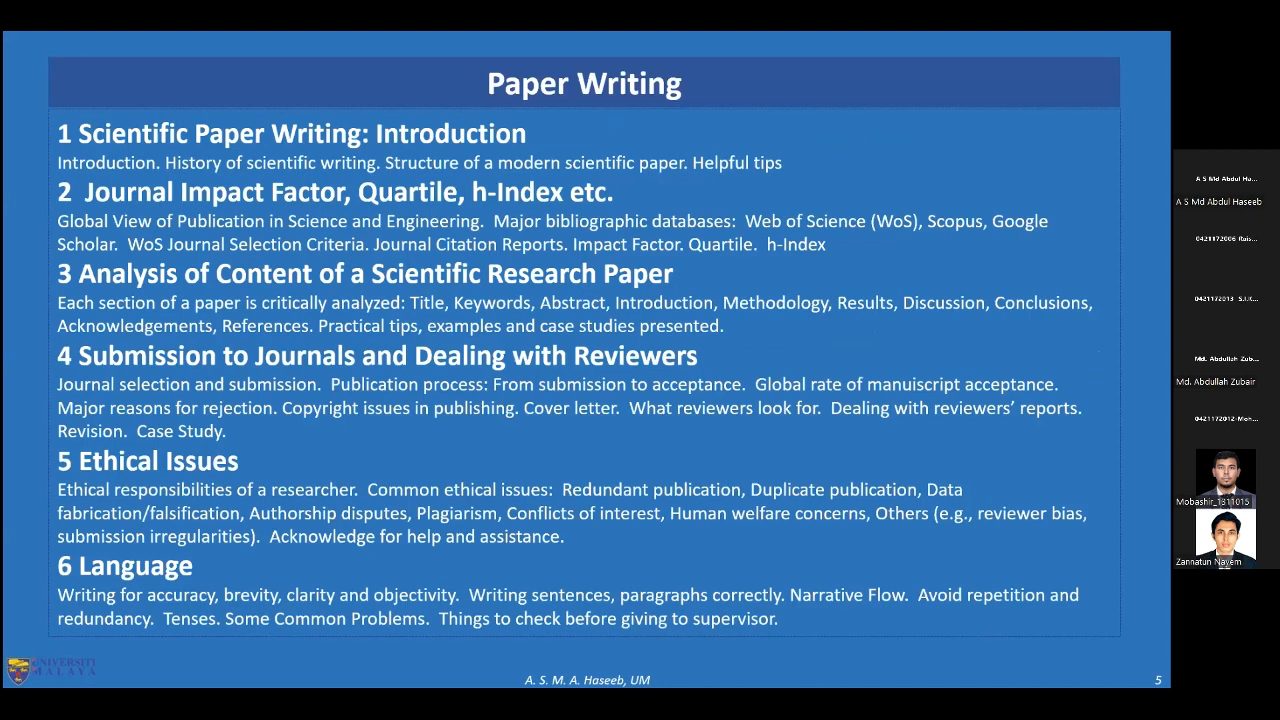 Paper Writing
1 Scientific Paper Writing: Introduction
Introduction. History of scientific writing. Structure of a modern scientific paper. Helpful tips
2 Journal Impact Factor, Quartile, h-Index etc.
Global View of Publication in Science and Engineering. Major bibliographic databases: Web of Science (WoS), Scopus, Google
Scholar. WoS Journal Selection Criteria. Journal Citation Reports. Impact Factor. Quartile. h-Index
3 Analysis of Content of a Scientific Research Paper
Each section of a paper is critically analyzed: Title, Keywords, Abstract, Introduction, Methodology, Results, Discussion, Conclusions,
Acknowledgements, References. Practical tips, examples and case studies presented.
4 Submission to Journals and Dealing with Reviewers
Journal selection and submission. Publication process: From submission to acceptance. Global rate of manuiscript acceptance.
Major reasons for rejection. Copyright issues in publishing. Cover letter. What reviewers look for. Dealing with reviewers’ reports.
Revision. Case Study.
5 Ethical Issues
Ethical responsibilities of a researcher. Common ethical issues: Redundant publication, Duplicate publication, Data
fabrication/falsification, Authorship disputes, Plagiarism, Conflicts of interest, Human welfare concerns, Others (e.g., reviewer bias,
submission irregularities). Acknowledge for help and assistance.
6 Language
Writing for accuracy, brevity, clarity and objectivity. Writing sentences, paragraphs correctly. Narrative Flow. Avoid repetition and
redundancy. Tenses. Some Common Problems. Things to check before giving to supervisor.
UNIVERSITI
MALAYA
A. S. M. A. Haseeb, UM
5
A S Md Abdul Ha...
A S Md Abdul Haseeb
0421172006-Rais...
0421172013- S.I.K...
Md. Abdullah Zub...
Md. Abdullah Zubair
0421172012-Moh...
Mobashir_1811015
Zannatun Nayem